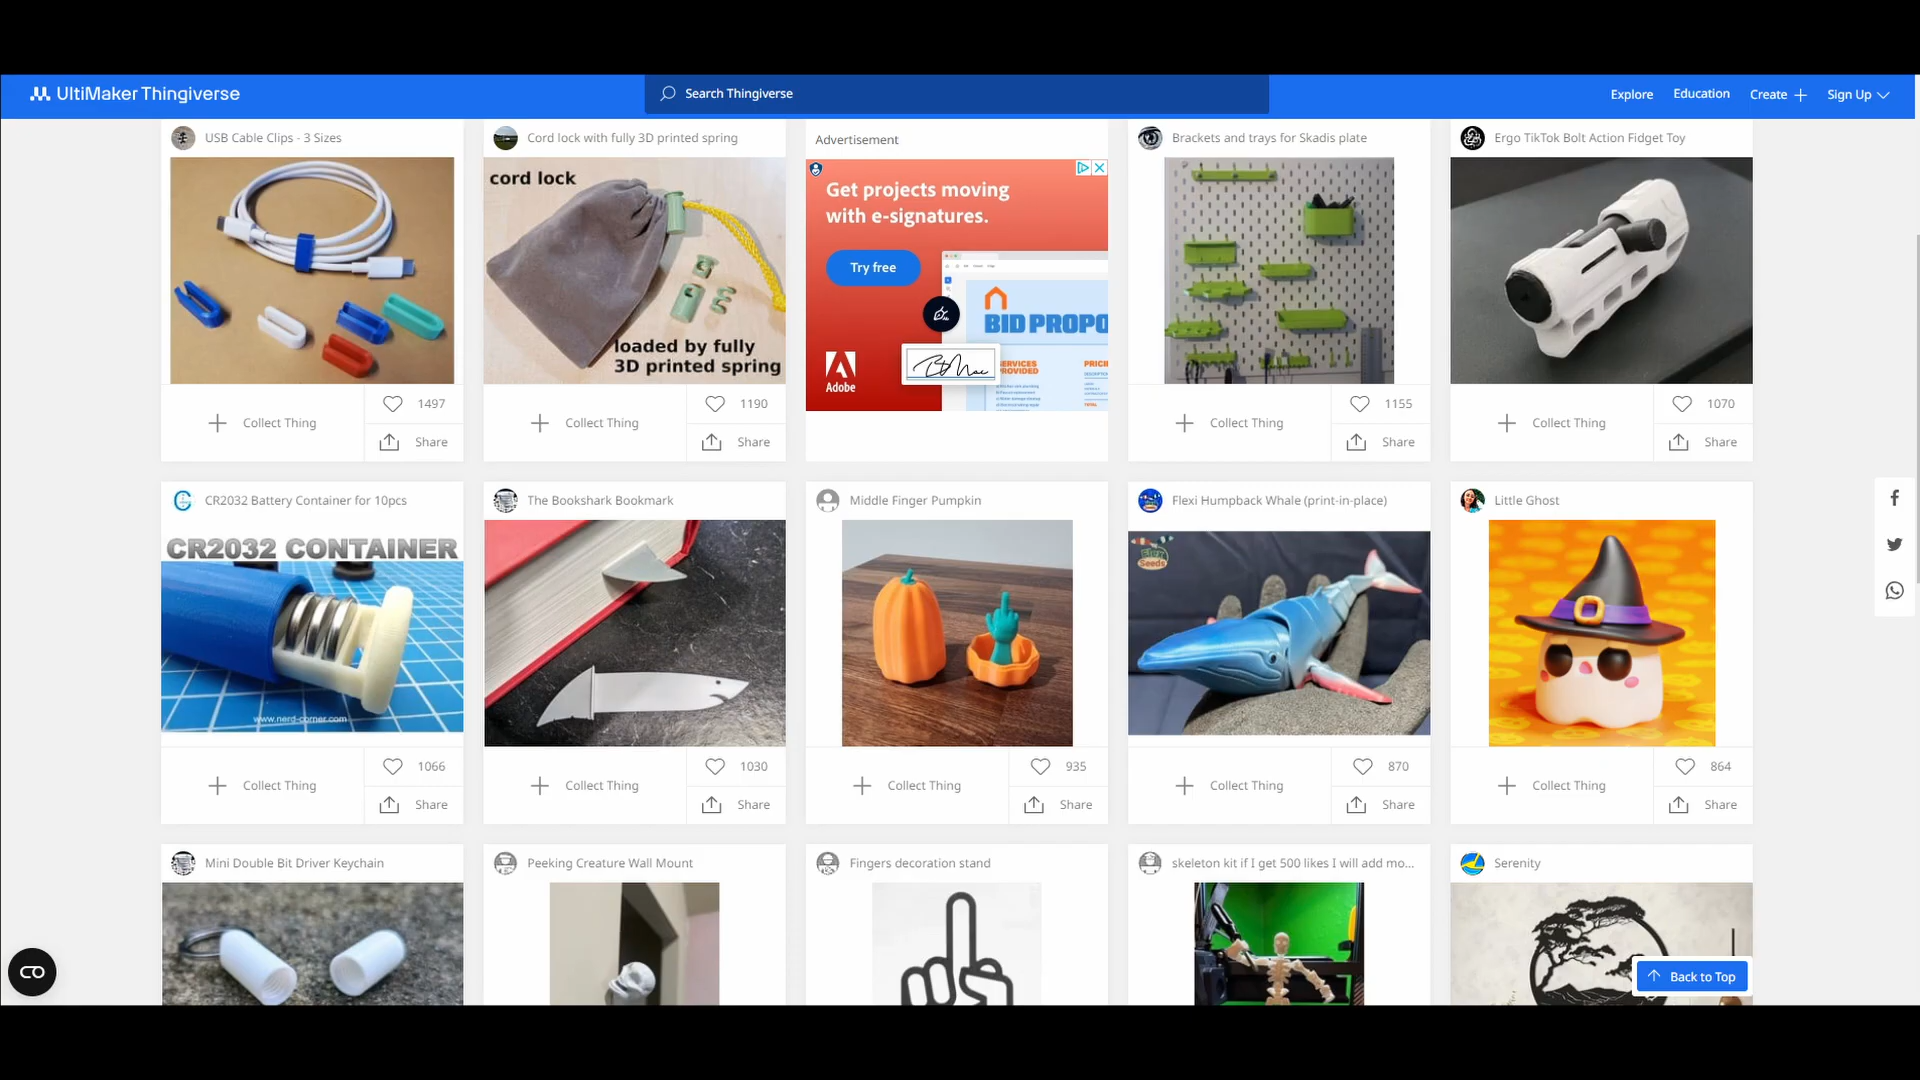 UltiMaker Thingiverse
Search Thingiverse
Explore
Education
Create
Sign Up
USB Cable Clips - 3 Sizes
Cord lock with fully 3D printed spring
Advertisement
Brackets and trays for Skadis plate
Ergo TikTok Bolt Action Fidget Toy
cord lock
loaded by fully
3D printed spring
Get projects moving
with e-signatures.
Try free
BID PROPO
SERVICES
PROVIDED
PRICI
Adobe
1497
Collect Thing
Share
1190
Collect Thing
Share
1155
Collect Thing
Share
1070
Collect Thing
Share
CR2032 Battery Container for 10pcs
The Bookshark Bookmark
Middle Finger Pumpkin
Flexi Humpback Whale (print-in-place)
Little Ghost
CR2032 CONTAINER
www.nerd-corner.com
Flexi
Seeds
1066
Collect Thing
Share
1030
Collect Thing
Share
935
Collect Thing
Share
870
Collect Thing
Share
864
Collect Thing
Share
Mini Double Bit Driver Keychain
Peeking Creature Wall Mount
Fingers decoration stand
skeleton kit if I get 500 likes I will add mo...
Serenity
Back to Top